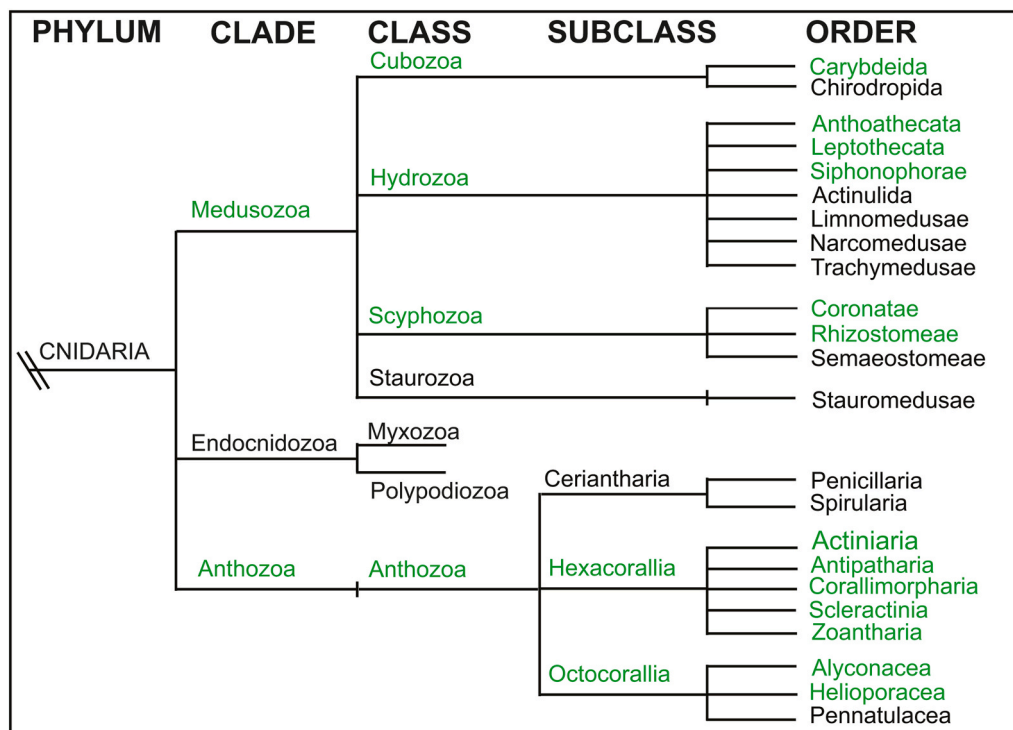 PHYLUM CLADE CLASS SUBCLASS ORDER
Cubozoa
Carybdeida
Chirodropida
Anthoathecata
Leptothecata
Hydrozoa
Siphonophorae
Actinulida
Medusozoa
Limnomedusae
Narcomedusae
Trachymedusae
Scyphozoa
Coronatae
Rhizostomeae
CNIDARIA
Semaeostomeae
Staurozoa
Stauromedusae
Endocnidozoa
Myxozoa
Polypodiozoa
Ceriantharia
Penicillaria
Spirularia
Anthozoa
Anthozoa
Hexacorallia
Actiniaria
Antipatharia
Corallimorpharia
Scleractinia
Zoantharia
Octocorallia
Alyconacea
Helioporacea
Pennatulacea